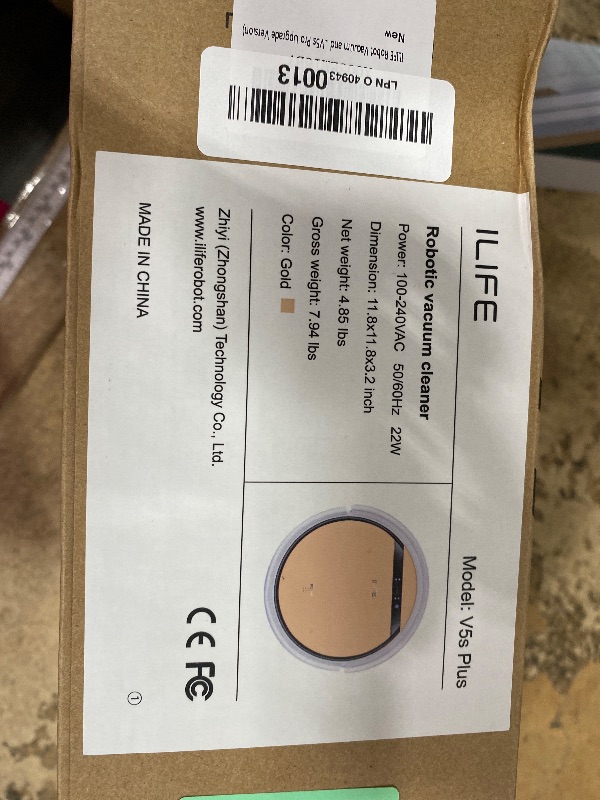 ILIFE
Model: V5s Plus
Robotic vacuum cleaner
Power: 100-240VAC 50/60Hz 22W
Dimension: 11.8x11.8x3.2 inch
Net weight: 4.85 lbs
Gross weight: 7.94 lbs
Color: Gold
Zhiyi (Zhongshan) Technology Co., Ltd.
www.iliferobot.com
MADE IN CHINA
CE FC
①
LPN O 409430013
ILIFE Robot Vacuum and V5s Pro Upgrade Version)
New